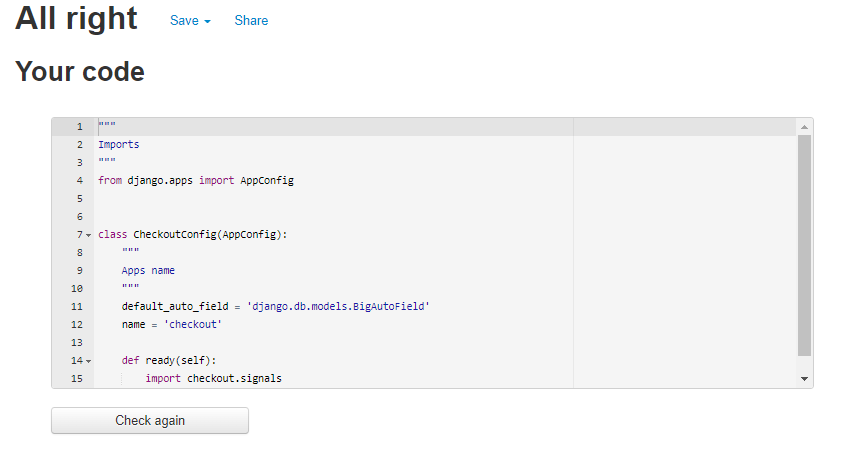 All right Save Share
Your code
1 """
2 Imports
3 """
4 from django.apps import AppConfig
5
6
7 class CheckoutConfig(AppConfig):
8     """
9     Apps name
10     """
11     default_auto_field = 'django.db.models.BigAutoField'
12     name = 'checkout'
13
14     def ready(self):
15         import checkout.signals
Check again